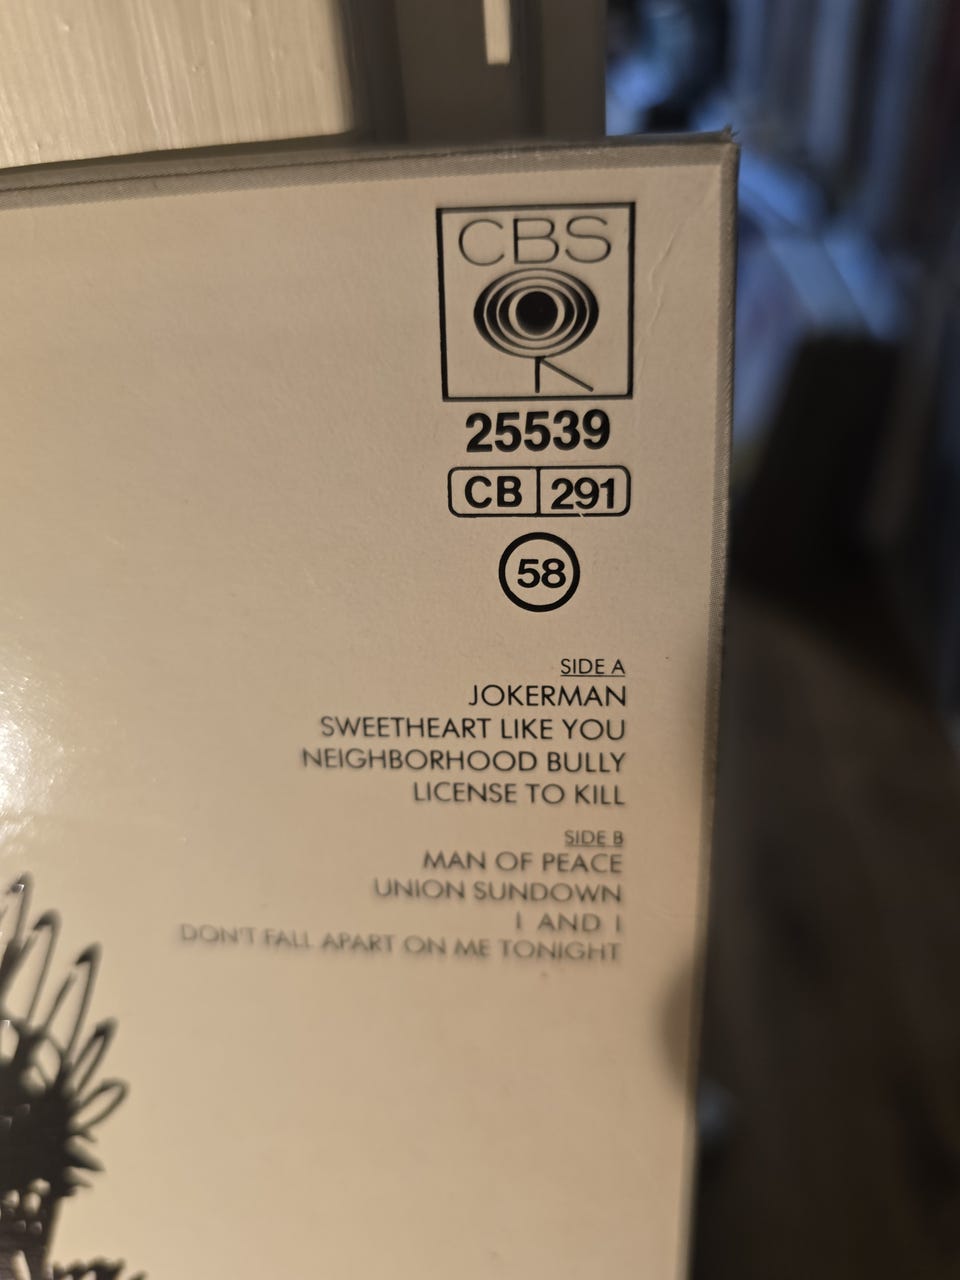 CBS
25539
CB 291
58
SIDE A
JOKERMAN
SWEETHEART LIKE YOU
NEIGHBORHOOD BULLY
LICENSE TO KILL
SIDE B
MAN OF PEACE
UNION SUNDOWN
I AND I
DON'T FALL APART ON ME TONIGHT